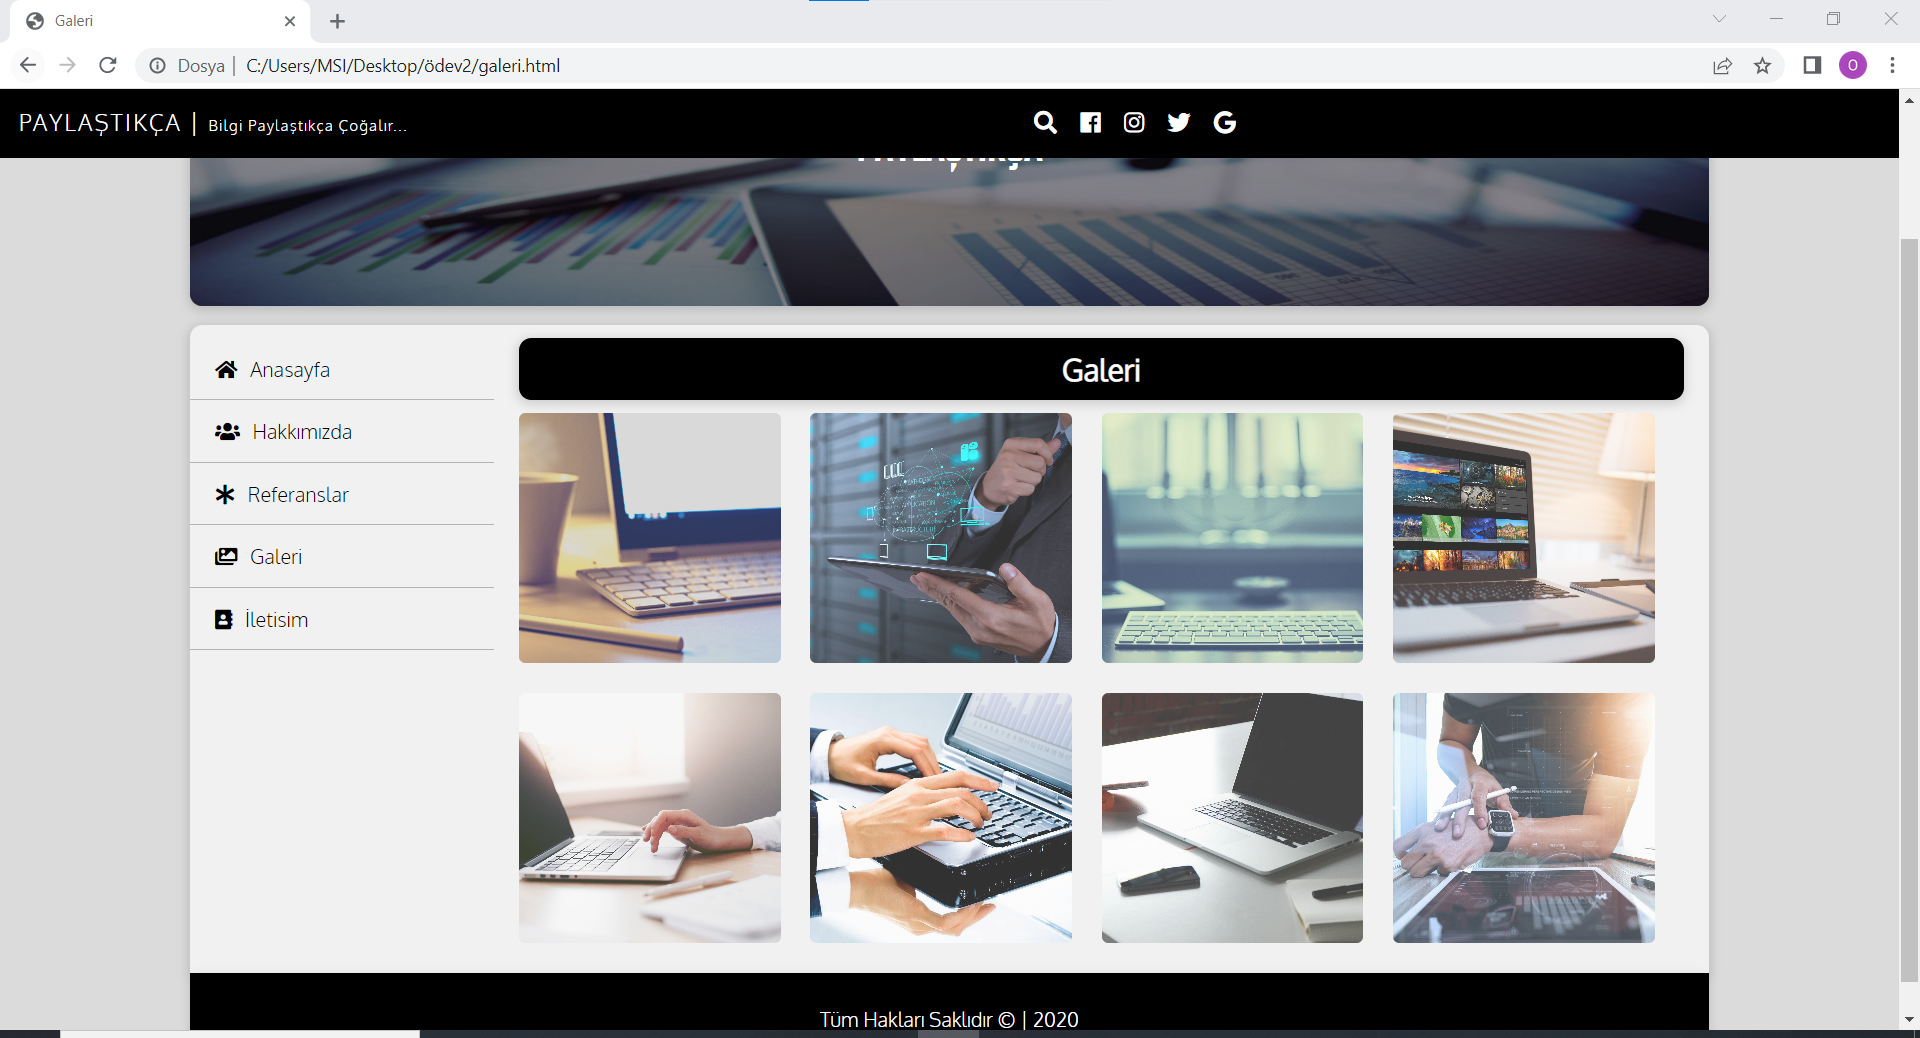 Galeri
Dosya | C:/Users/MSI/Desktop/ödev2/galeri.html
O
PAYLAŞTIKÇA | Bilgi Paylaştıkça Çoğalır...
PAYLAŞTIKÇA
Anasayfa
Hakkımızda
Referanslar
Galeri
İletisim
Galeri
Tüm Hakları Saklıdır © | 2020